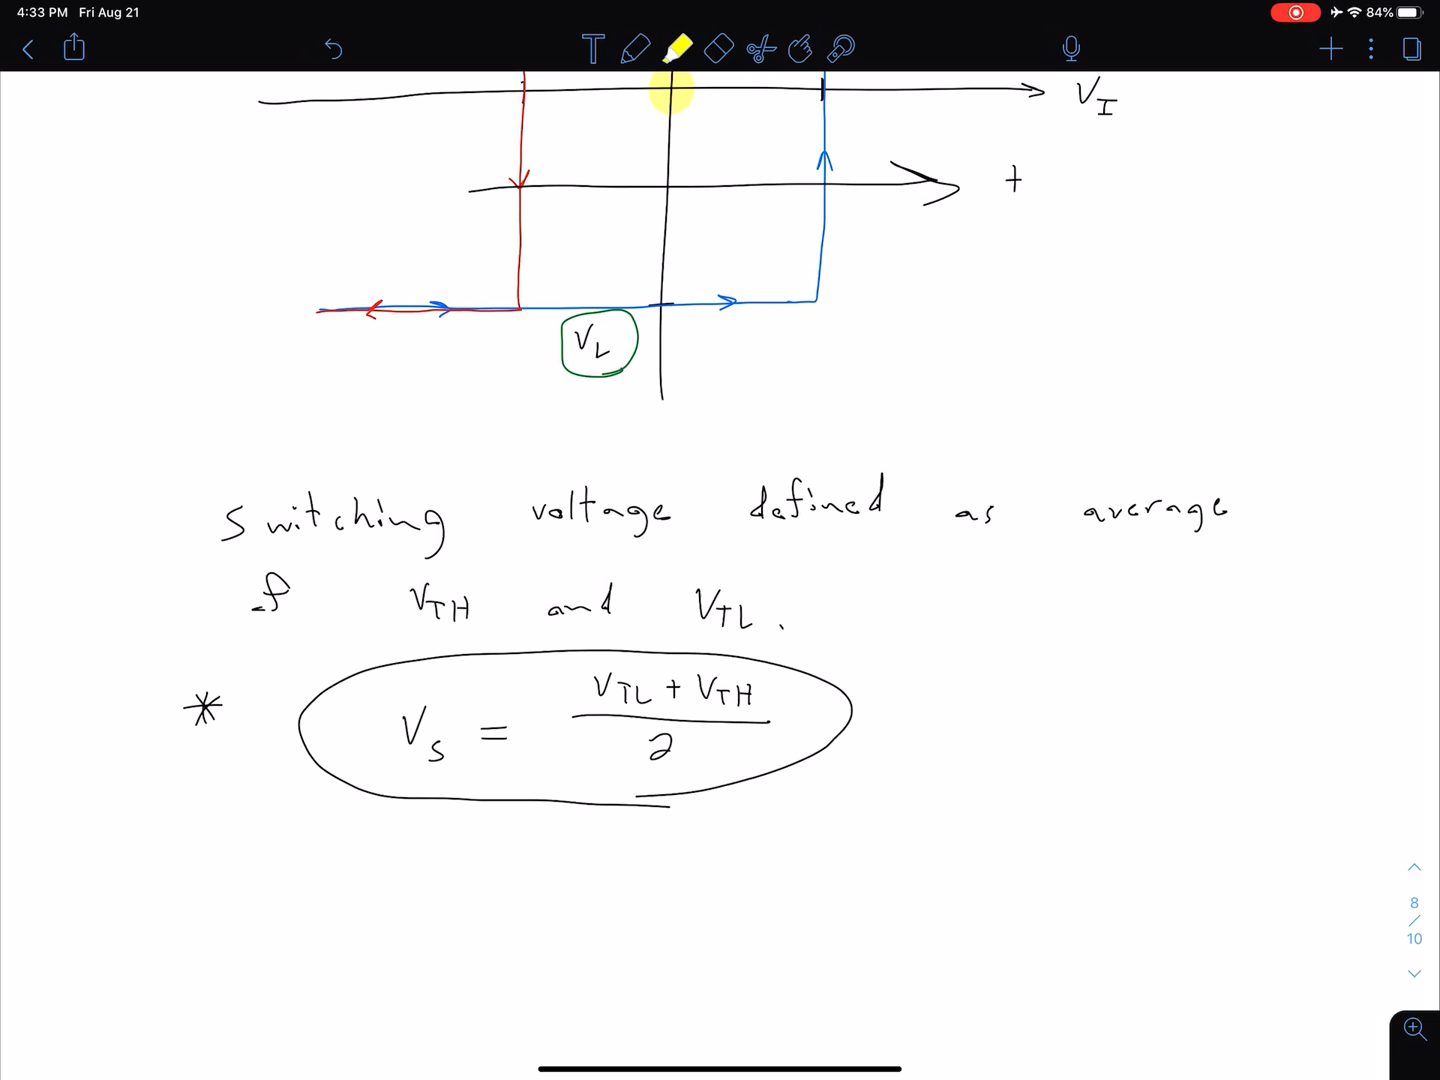 4:33 PM Fri Aug 21
84%
T
V_I
+
V_L
switching voltage defined as average
of V_TH and V_TL.
* V_S = (V_TL + V_TH) / 2
8
/
10